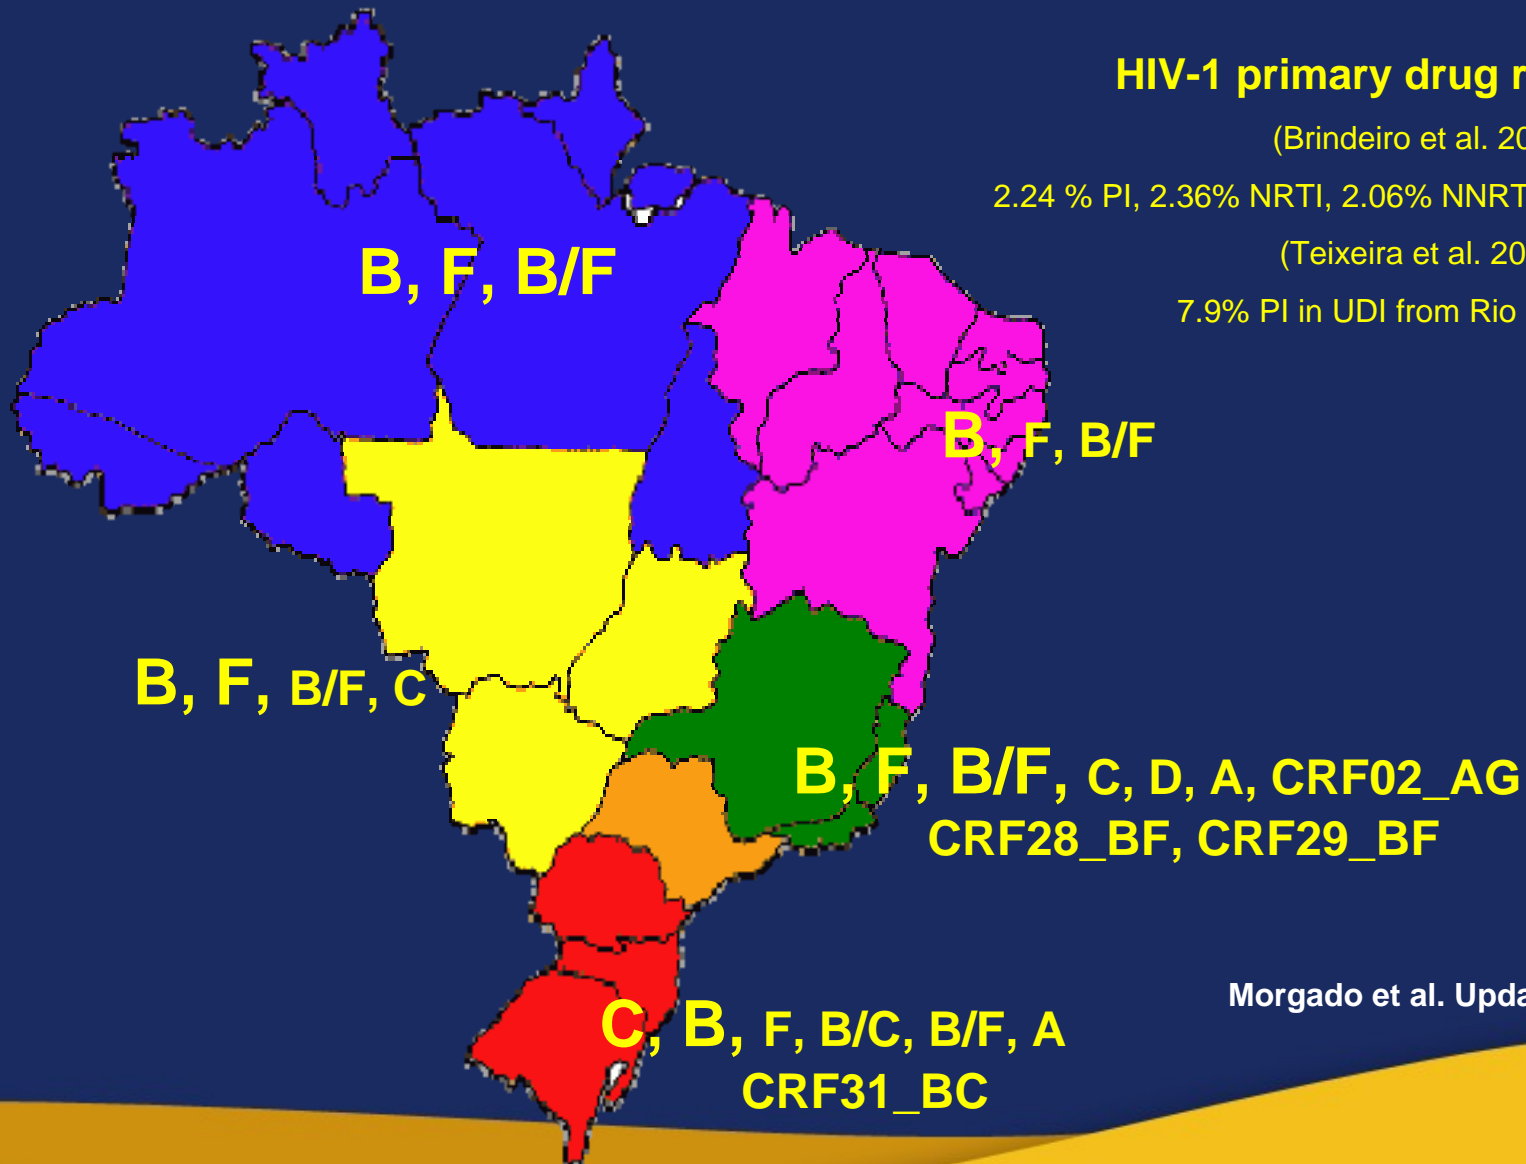 HIV-1 primary drug r
(Brindeiro et al. 20
2.24 % PI, 2.36% NRTI, 2.06% NNRT
(Teixeira et al. 20
7.9% PI in UDI from Rio
B, F, B/F
B, F, B/F
B, F, B/F, C
B, F, B/F, C, D, A, CRF02_AG
CRF28_BF, CRF29_BF
Morgado et al. Upda
C, B, F, B/C, B/F, A
CRF31_BC